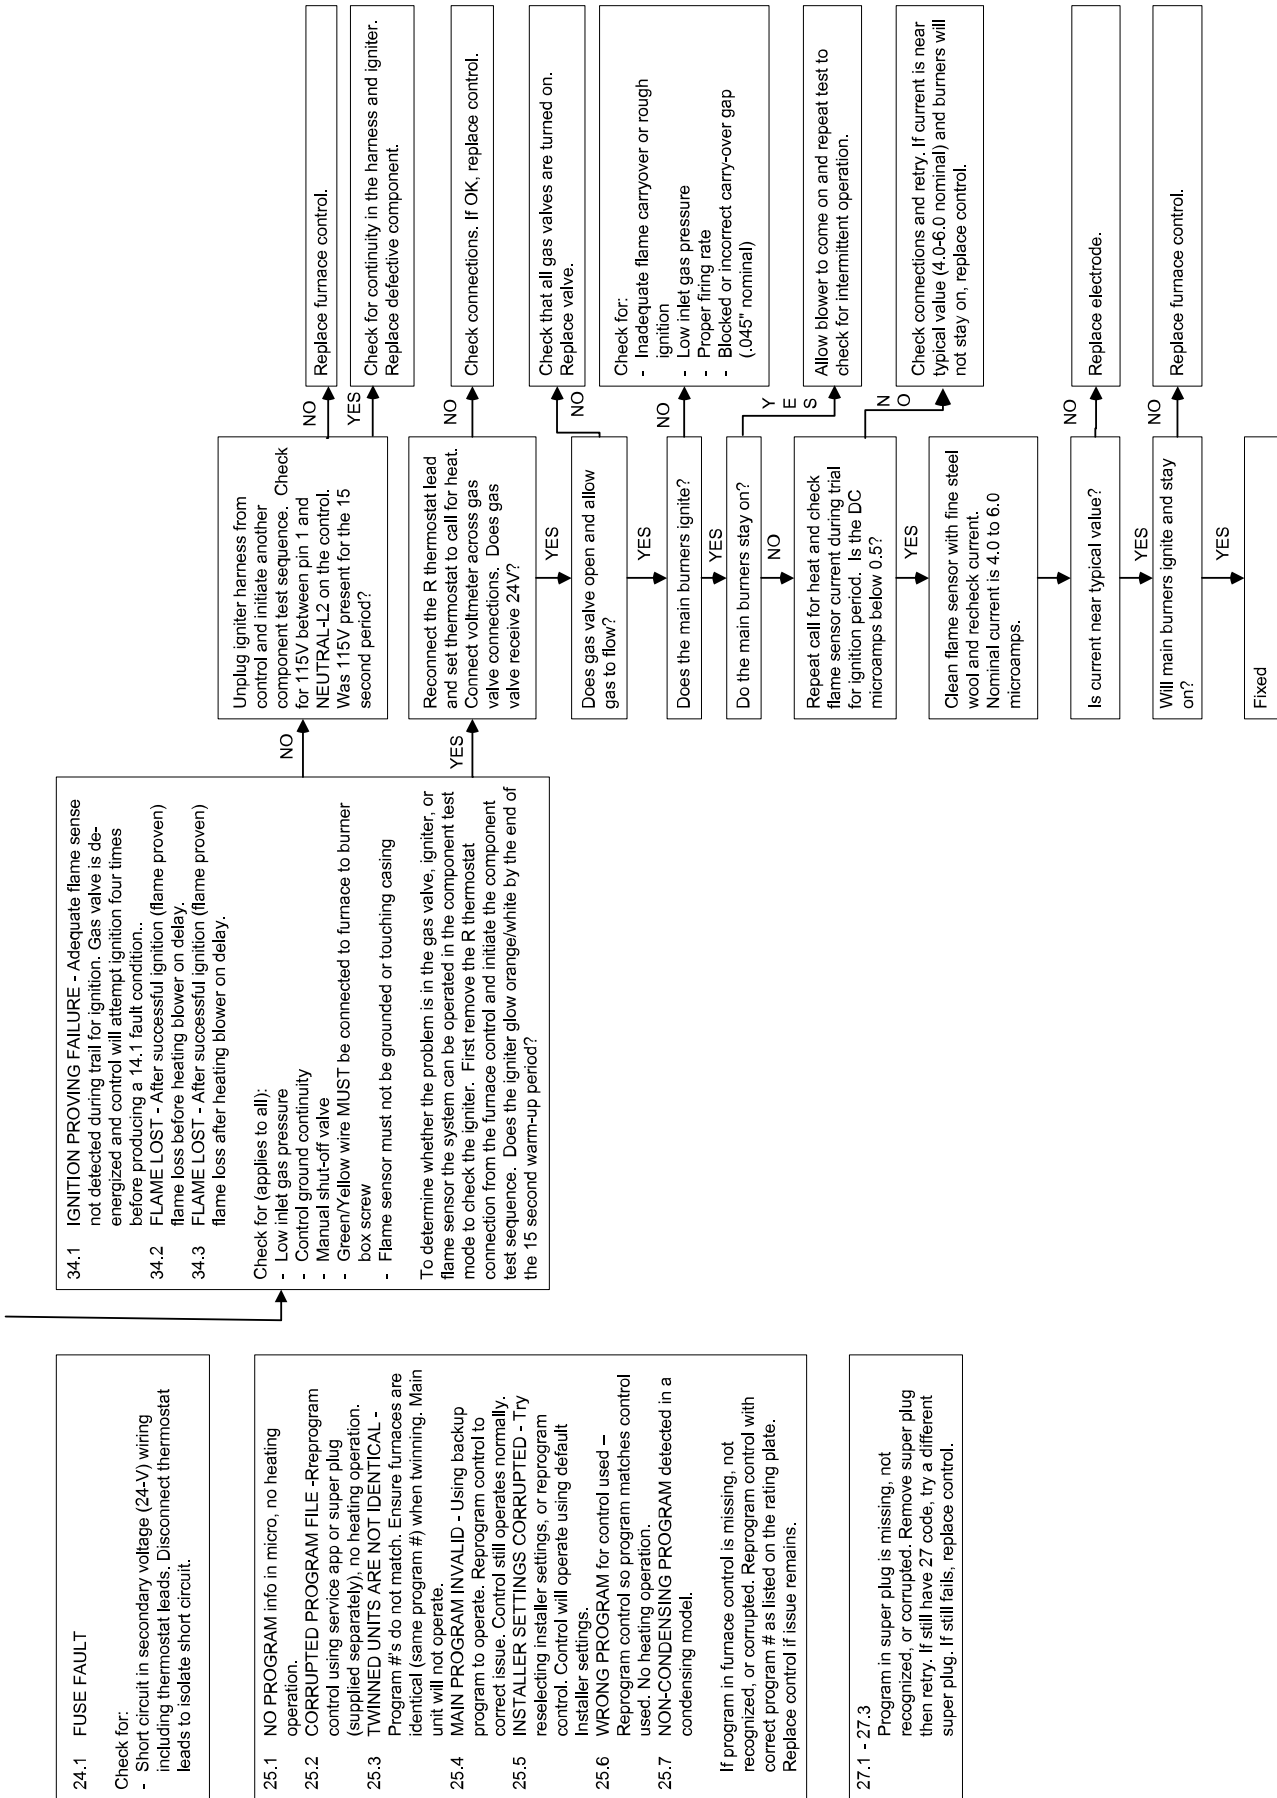 24.1 FUSE FAULT
Check for:
- Short circuit in secondary voltage (24-V) wiring
including thermostat leads. Disconnect thermostat
leads to isolate short circuit.
25.1 NO PROGRAM info in micro, no heating
operation.
25.2 CORRUPTED PROGRAM FILE -Rreprogram
control using service app or super plug
(supplied separately), no heating operation.
25.3 TWINNED UNITS ARE NOT IDENTICAL -
Program #'s do not match. Ensure furnaces are
identical (same program #) when twinning. Main
unit will not operate.
25.4 MAIN PROGRAM INVALID - Using backup
program to operate. Reprogram control to
correct issue. Control still operates normally.
25.5 INSTALLER SETTINGS CORRUPTED - Try
reselecting installer settings, or reprogram
control. Control will operate using default
Installer settings.
25.6 WRONG PROGRAM for control used –
Reprogram control so program matches control
used. No heating operation.
25.7 NON-CONDENSING PROGRAM detected in a
condensing model.
If program in furnace control is missing, not
recognized, or corrupted. Reprogram control with
correct program # as listed on the rating plate.
Replace control if issue remains.
27.1 - 27.3
Program in super plug is missing, not
recognized, or corrupted. Remove super plug
then retry. If still have 27 code, try a different
super plug. If still fails, replace control.
34.1 IGNITION PROVING FAILURE - Adequate flame sense
not detected during trail for ignition. Gas valve is de-
energized and control will attempt ignition four times
before producing a 14.1 fault condition..
34.2 FLAME LOST - After successful ignition (flame proven)
flame loss before heating blower on delay.
34.3 FLAME LOST - After successful ignition (flame proven)
flame loss after heating blower on delay.
Check for (applies to all):
- Low inlet gas pressure
- Control ground continuity
- Manual shut-off valve
- Green/Yellow wire MUST be connected to furnace to burner
box screw
- Flame sensor must not be grounded or touching casing
To determine whether the problem is in the gas valve, igniter, or
flame sensor the system can be operated in the component test
mode to check the igniter. First remove the R thermostat
connection from the furnace control and initiate the component
test sequence. Does the igniter glow orange/white by the end of
the 15 second warm-up period?
NO
YES
Unplug igniter harness from
control and initiate another
component test sequence. Check
for 115V between pin 1 and
NEUTRAL-L2 on the control.
Was 115V present for the 15
second period?
NO
Replace furnace control.
YES
Check for continuity in the harness and igniter.
Replace defective component.
Reconnect the R thermostat lead
and set thermostat to call for heat.
Connect voltmeter across gas
valve connections. Does gas
valve receive 24V?
NO
Check connections. If OK, replace control.
YES
Does gas valve open and allow
gas to flow?
NO
Check that all gas valves are turned on.
Replace valve.
YES
Does the main burners ignite?
NO
Check for:
- Inadequate flame carryover or rough
ignition
- Low inlet gas pressure
- Proper firing rate
- Blocked or incorrect carry-over gap
(.045" nominal)
YES
Do the main burners stay on?
Y
E
S
Allow blower to come on and repeat test to
check for intermittent operation.
NO
Repeat call for heat and check
flame sensor current during trial
for ignition period. Is the DC
microamps below 0.5?
N
O
Check connections and retry. If current is near
typical value (4.0-6.0 nominal) and burners will
not stay on, replace control.
YES
Clean flame sensor with fine steel
wool and recheck current.
Nominal current is 4.0 to 6.0
microamps.
Is current near typical value?
NO
Replace electrode.
YES
Will main burners ignite and stay
on?
NO
Replace furnace control.
YES
Fixed